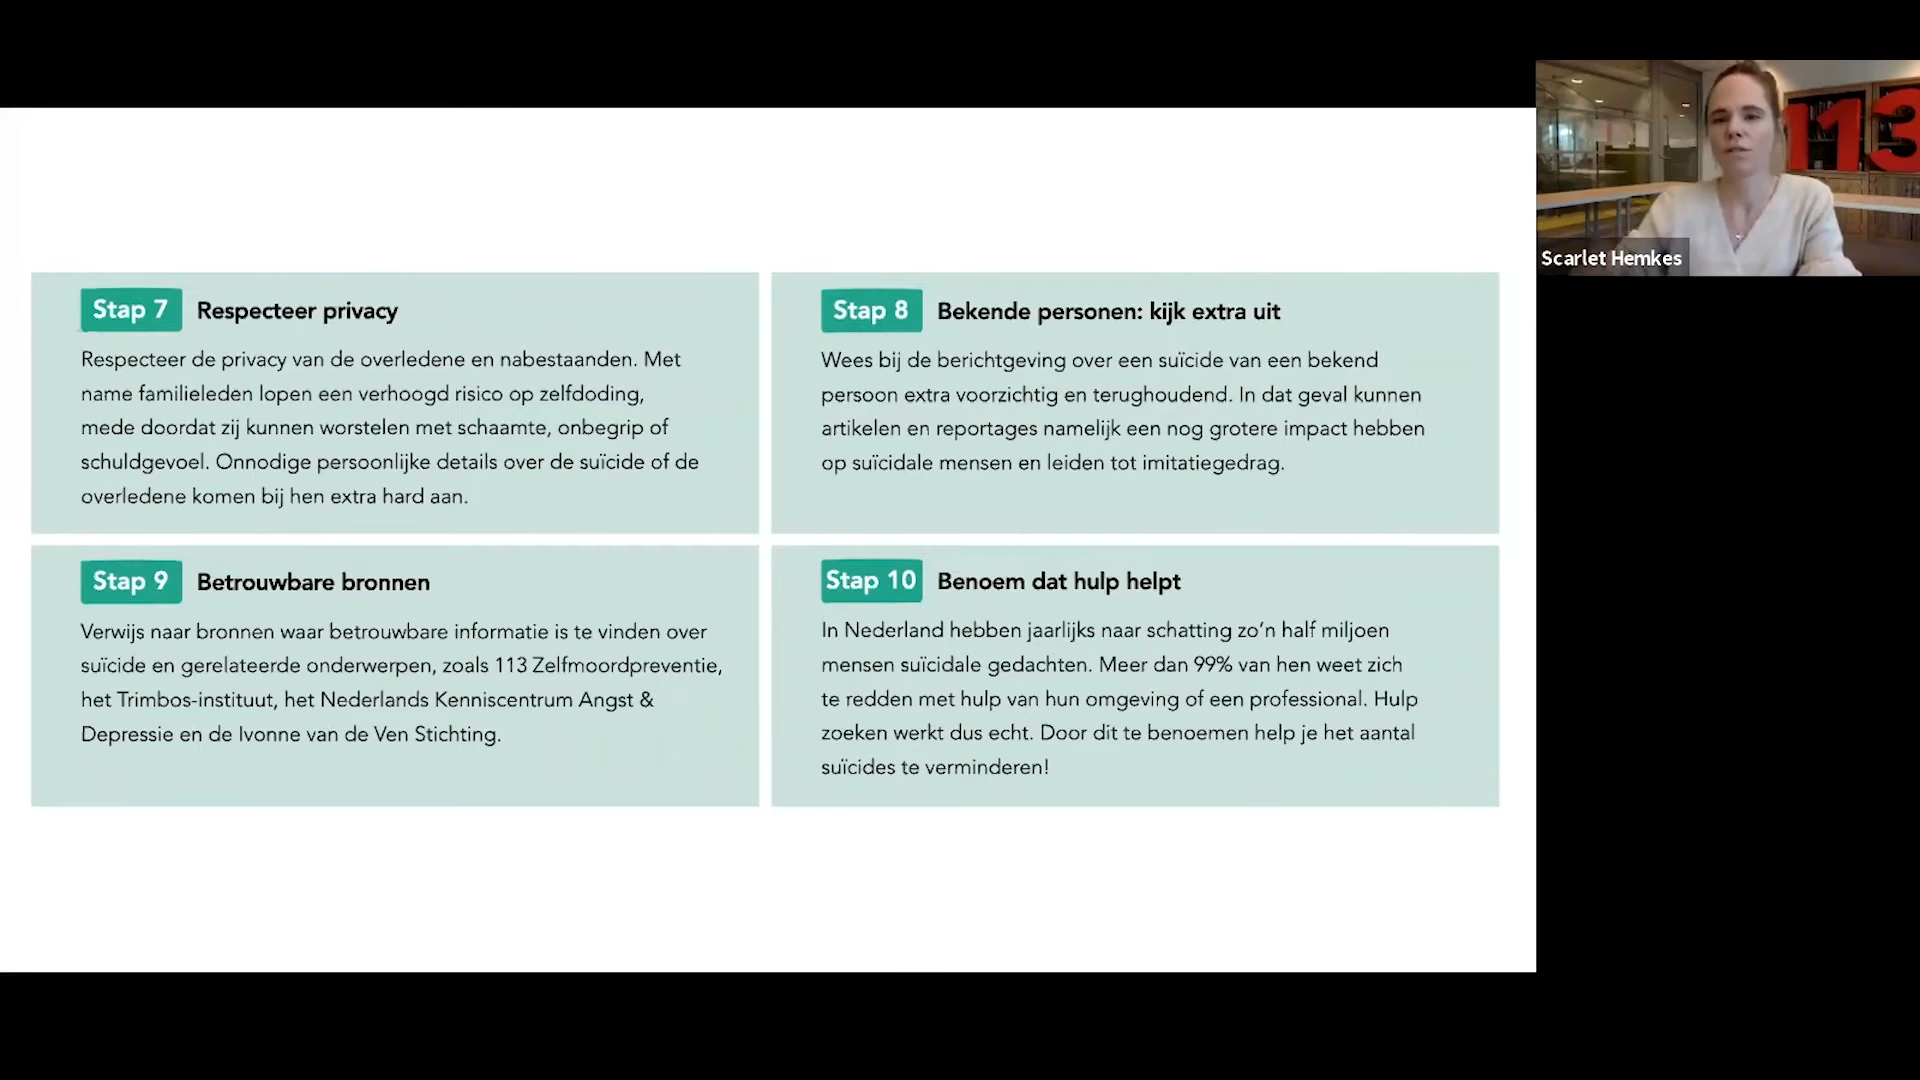 Stap 7 Respecteer privacy
Respecteer de privacy van de overledene en nabestaanden. Met
name familieleden lopen een verhoogd risico op zelfdoding,
mede doordat zij kunnen worstelen met schaamte, onbegrip of
schuldgevoel. Onnodige persoonlijke details over de suïcide of de
overledene komen bij hen extra hard aan.
Stap 8 Bekende personen: kijk extra uit
Wees bij de berichtgeving over een suïcide van een bekend
persoon extra voorzichtig en terughoudend. In dat geval kunnen
artikelen en reportages namelijk een nog grotere impact hebben
op suïcidale mensen en leiden tot imitatiegedrag.
Stap 9 Betrouwbare bronnen
Verwijs naar bronnen waar betrouwbare informatie is te vinden over
suïcide en gerelateerde onderwerpen, zoals 113 Zelfmoordpreventie,
het Trimbos-instituut, het Nederlands Kenniscentrum Angst &
Depressie en de Ivonne van de Ven Stichting.
Stap 10 Benoem dat hulp helpt
In Nederland hebben jaarlijks naar schatting zo’n half miljoen
mensen suïcidale gedachten. Meer dan 99% van hen weet zich
te redden met hulp van hun omgeving of een professional. Hulp
zoeken werkt dus echt. Door dit te benoemen help je het aantal
suïcides te verminderen!
113
Scarlet Hemkes